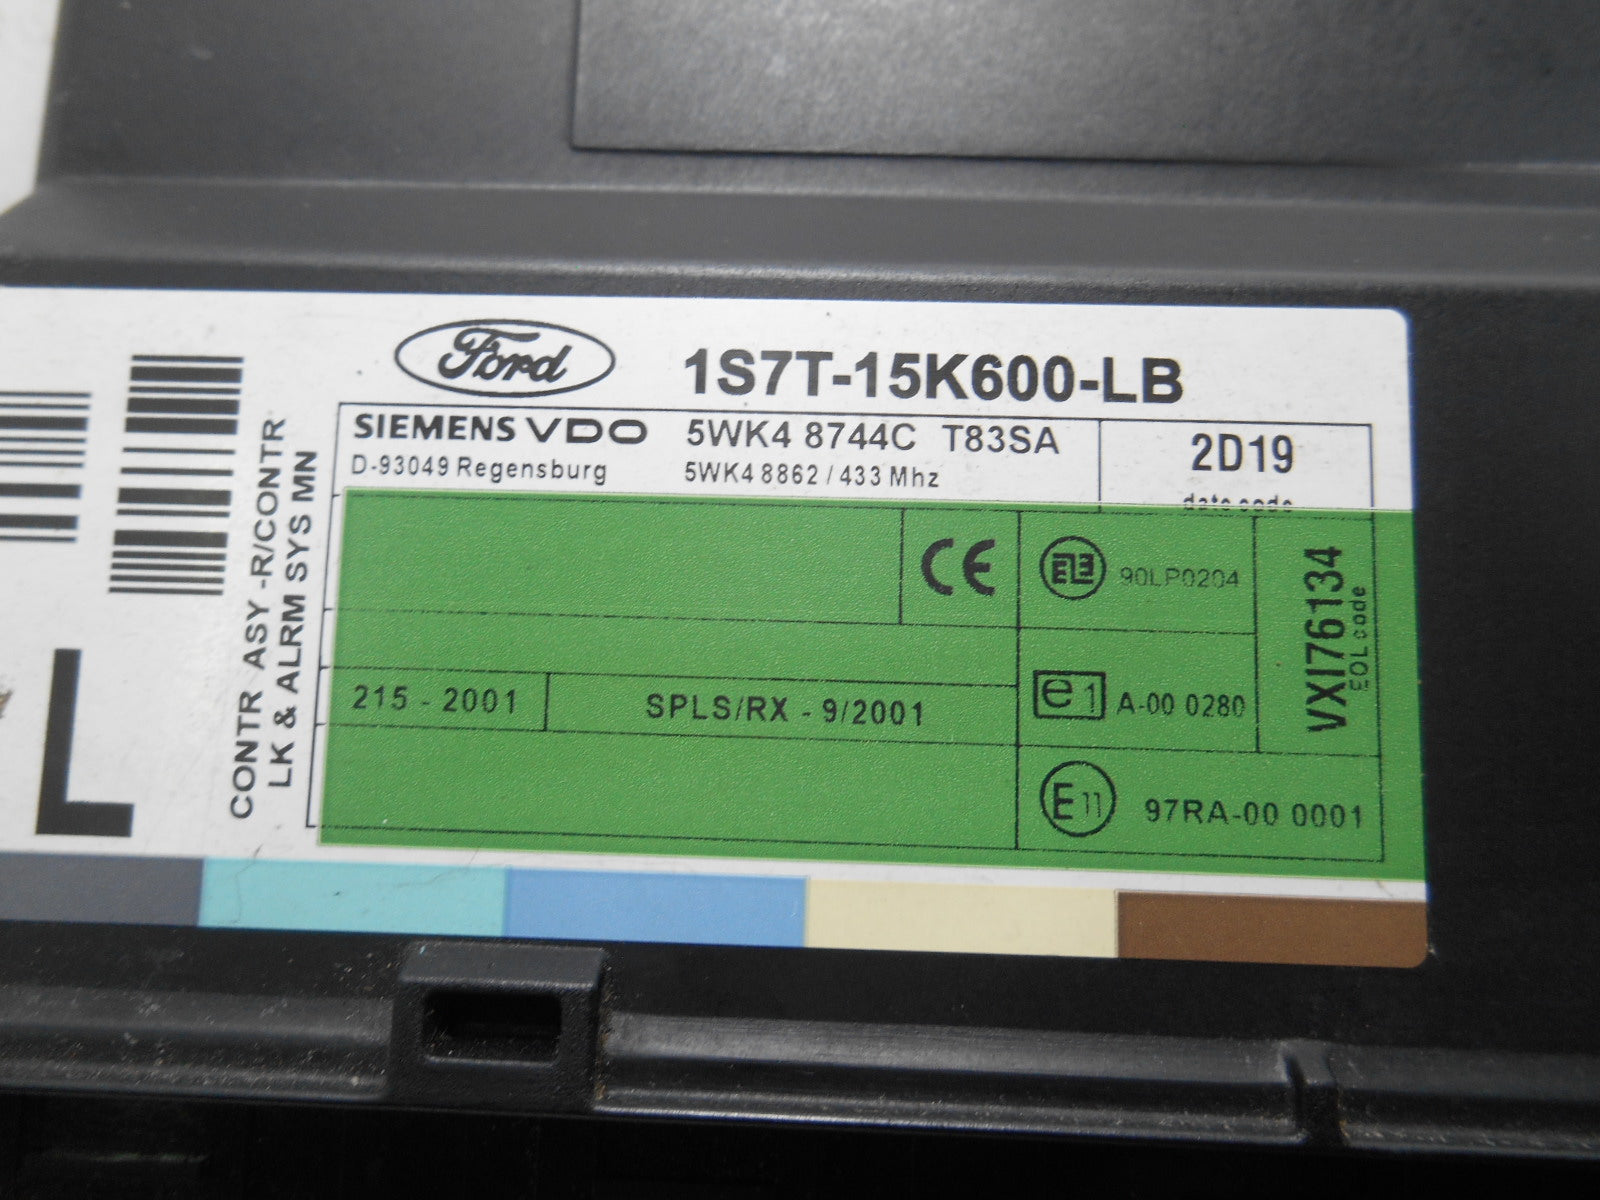 Ford
1S7T-15K600-LB
SIEMENS VDO 5WK4 8744C T83SA
D-93049 Regensburg 5WK4 8862 / 433 Mhz
2D19
date code
CONTR ASY -R/CONTR
LK & ALRM SYS MN
L
CE
90LP0204
VXI76134
EOL code
215 - 2001
SPLS/RX - 9/2001
e1 A-00 0280
E11 97RA-00 0001